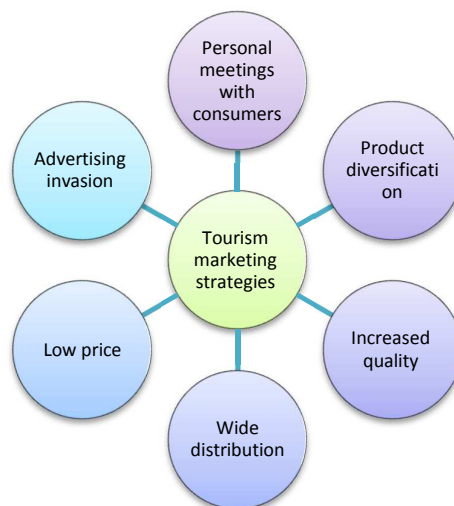 Personal
meetings
with
consumers
Product
diversificati
on
Increased
quality
Wide
distribution
Low price
Advertising
invasion
Tourism
marketing
strategies